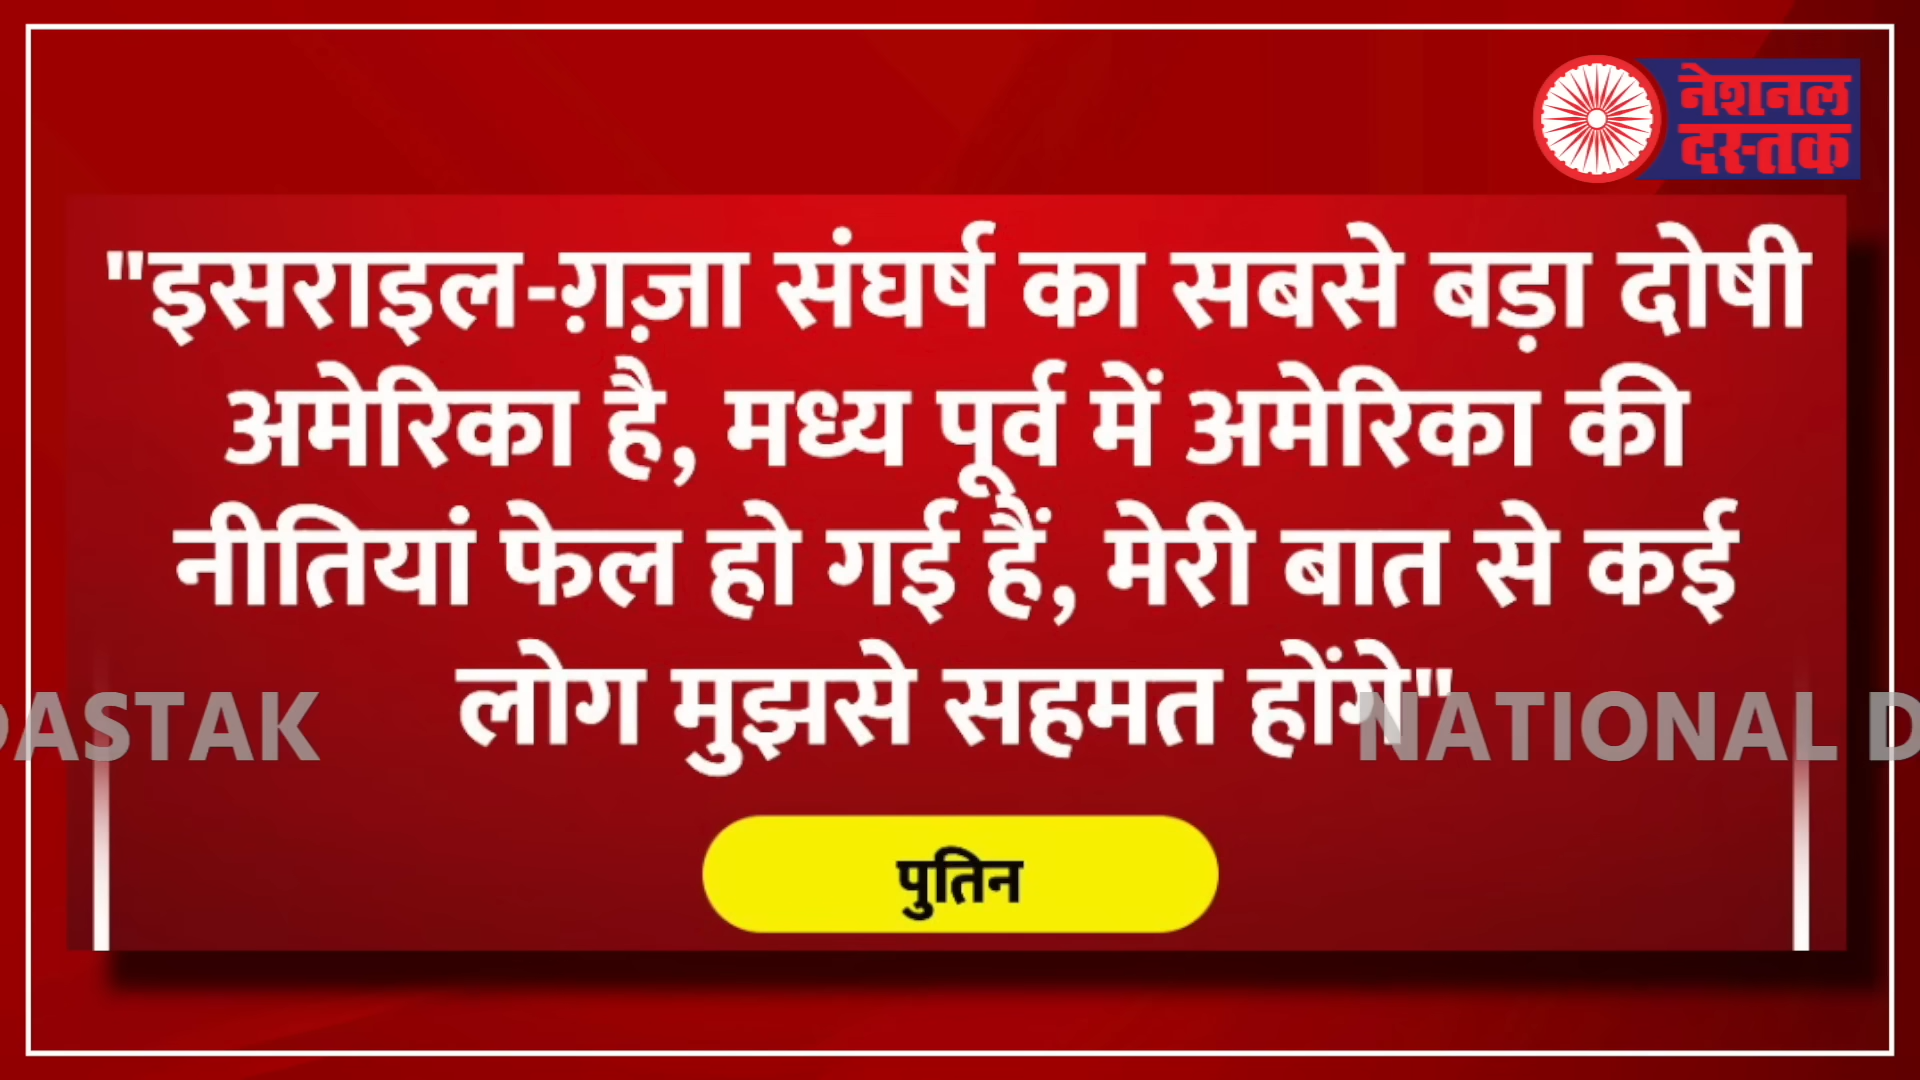 नेशनल
दस्तक
"इसराइल-ग़ज़ा संघर्ष का सबसे बड़ा दोषी
अमेरिका है, मध्य पूर्व में अमेरिका की
नीतियां फेल हो गई हैं, मेरी बात से कई
लोग मुझसे सहमत होंगे"
DASTAK NATIONAL D
पुतिन